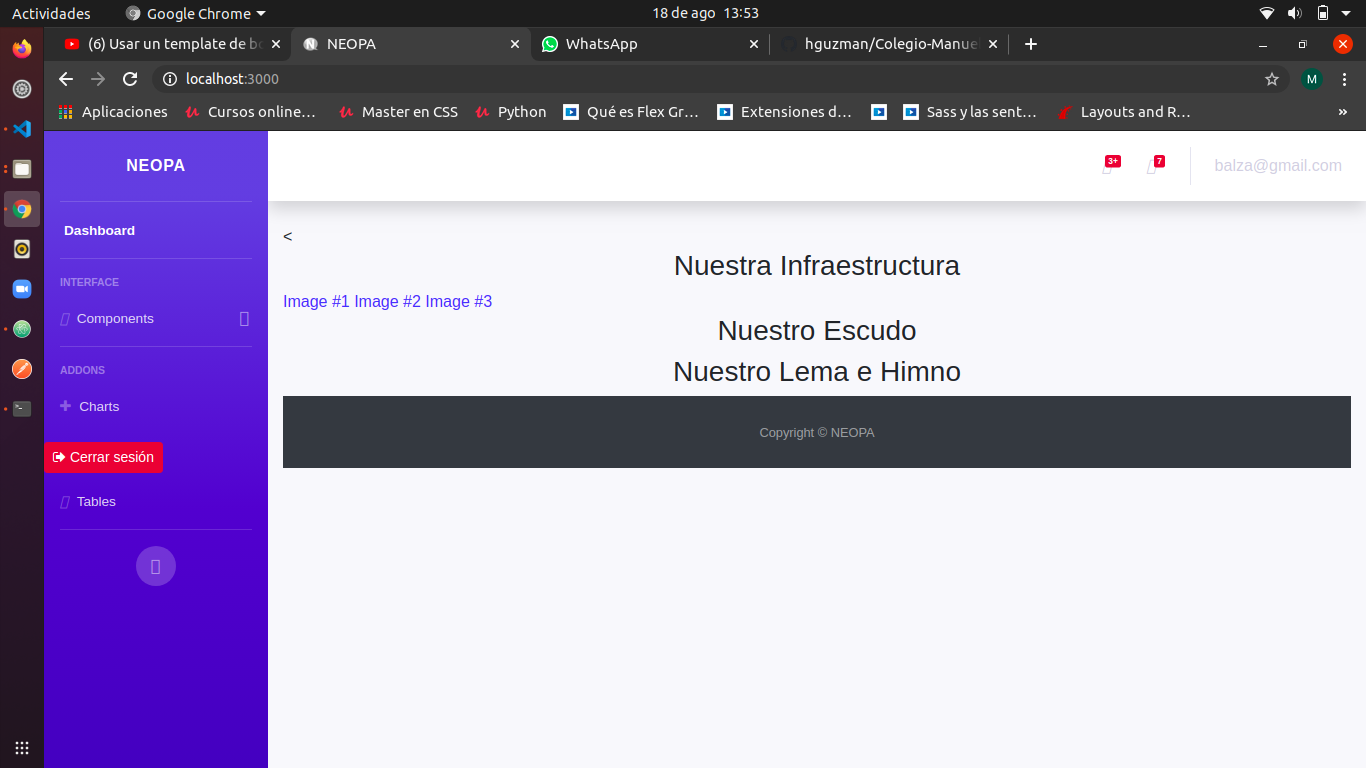 Actividades
Google Chrome
18 de ago 13:53
(6) Usar un template de bo
NEOPA
WhatsApp
hguzman/Colegio-Manue
localhost:3000
M
Aplicaciones
Cursos online…
Master en CSS
Python
Qué es Flex Gr…
Extensiones d…
Sass y las sent…
Layouts and R…
»
NEOPA
3+
7
balza@gmail.com
Dashboard
INTERFACE
Components
ADDONS
Charts
Cerrar sesión
Tables
<
Nuestra Infraestructura
Image #1 Image #2 Image #3
Nuestro Escudo
Nuestro Lema e Himno
Copyright © NEOPA